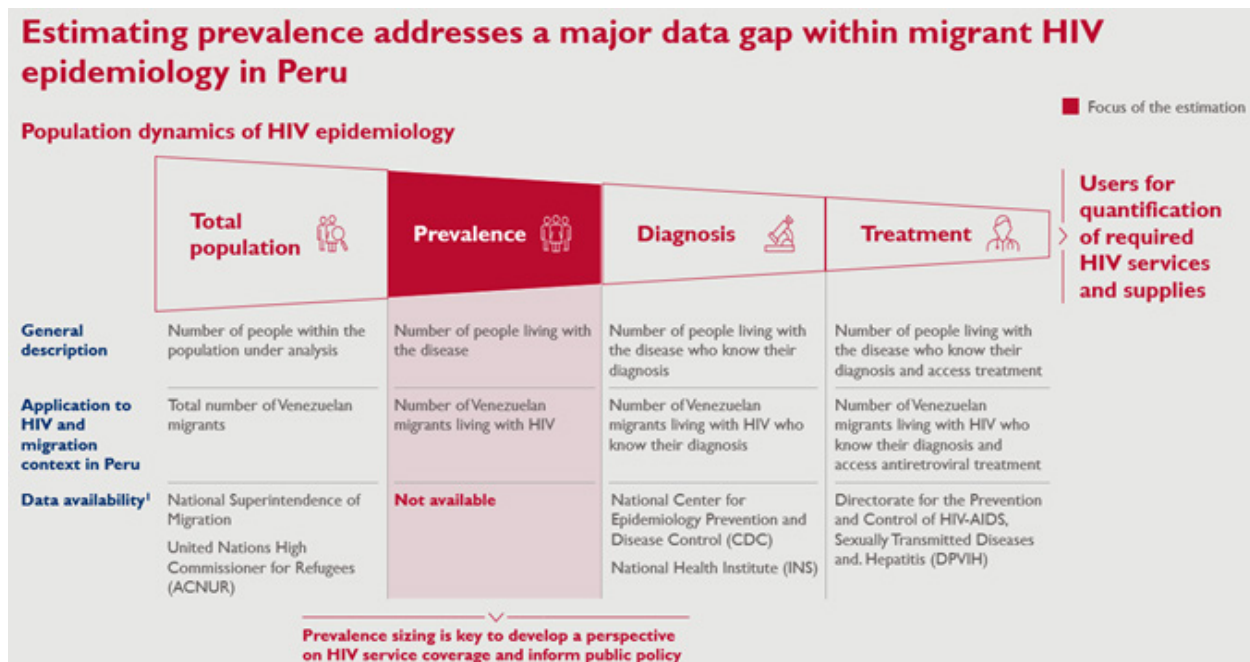 Estimating prevalence addresses a major data gap within migrant HIV
epidemiology in Peru
Focus of the estimation
Population dynamics of HIV epidemiology
Total
population
Prevalence
Diagnosis
Treatment
Users for
quantification
of required
HIV services
and supplies
General
description
Number of people within the
population under analysis
Number of people living with
the disease
Number of people living with
the disease who know their
diagnosis
Number of people living with
the disease who know their
diagnosis and access treatment
Application to
HIV and
migration
context in Peru
Total number of Venezuelan
migrants
Number of Venezuelan
migrants living with HIV
Number of Venezuelan
migrants living with HIV who
know their diagnosis
Number of Venezuelan
migrants living with HIV who
know their diagnosis and
access antiretroviral treatment
Data availability¹
National Superintendence of
Migration
United Nations High
Commissioner for Refugees
(ACNUR)
Not available
National Center for
Epidemiology Prevention and
Disease Control (CDC)
National Health Institute (INS)
Directorate for the Prevention
and Control of HIV-AIDS,
Sexually Transmitted Diseases
and. Hepatitis (DPVIH)
Prevalence sizing is key to develop a perspective
on HIV service coverage and inform public policy